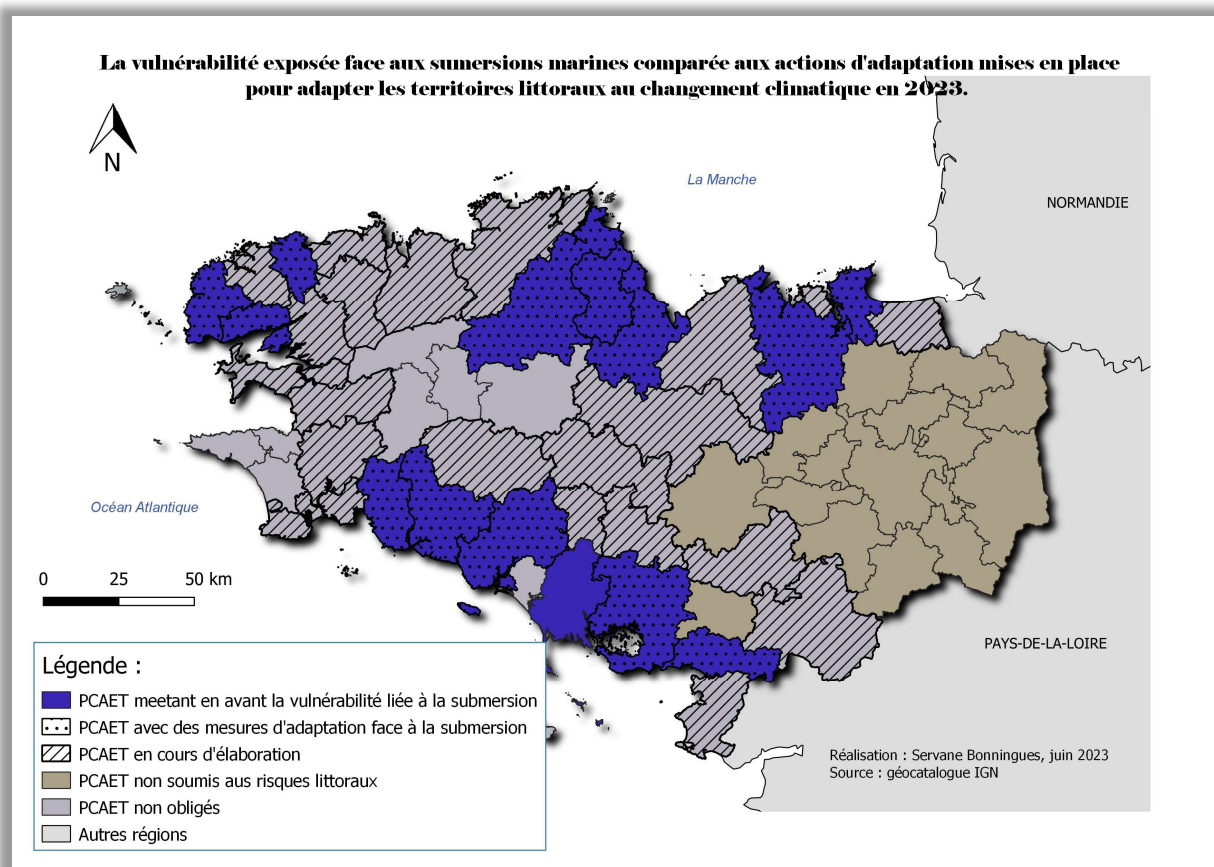 La vulnérabilité exposée face aux sumersions marines comparée aux actions d'adaptation mises en place
pour adapter les territoires littoraux au changement climatique en 2023.
N
La Manche
NORMANDIE
Océan Atlantique
0 25 50 km
PAYS-DE-LA-LOIRE
Légende :
PCAET meetant en avant la vulnérabilité liée à la submersion
PCAET avec des mesures d'adaptation face à la submersion
PCAET en cours d'élaboration
PCAET non soumis aus risques littoraux
PCAET non obligés
Autres régions
Réalisation : Servane Bonningues, juin 2023
Source : géocatalogue IGN